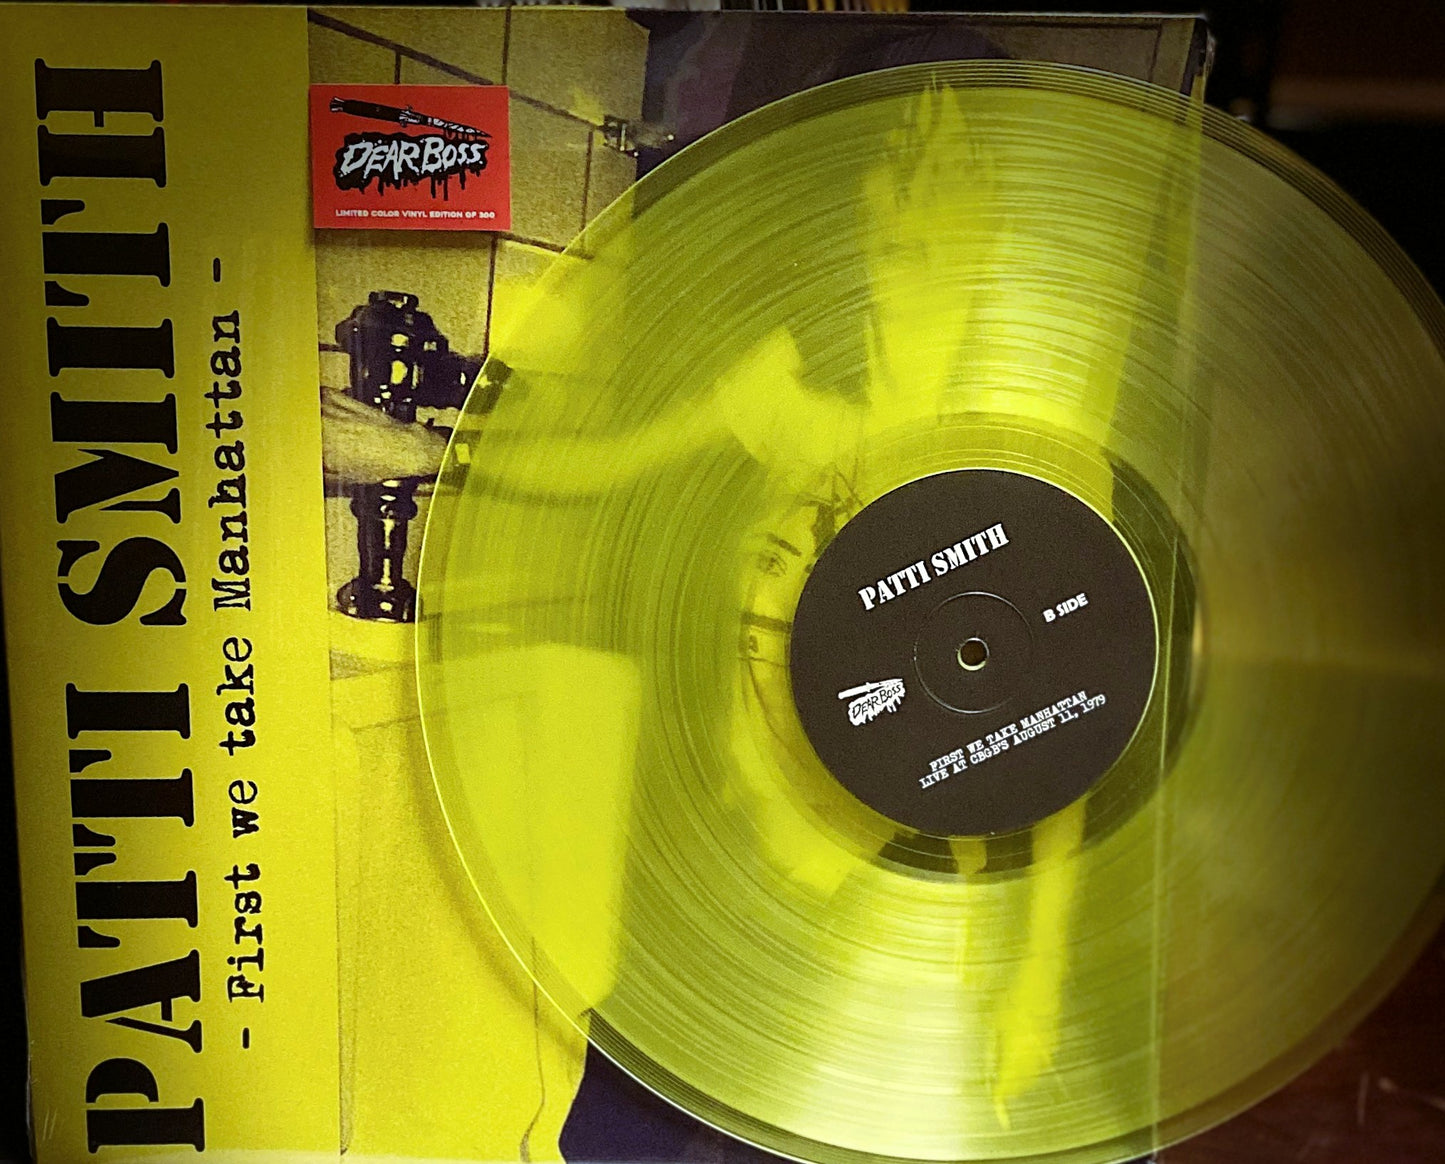 PATTI SMITH
- First we take Manhattan -
DEAR BOSS
LIMITED COLOR VINYL EDITION OF 300
PATTI SMITH
B SIDE
DEAR BOSS
FIRST WE TAKE MANHATTAN
LIVE AT CBGB'S AUGUST 11, 1979